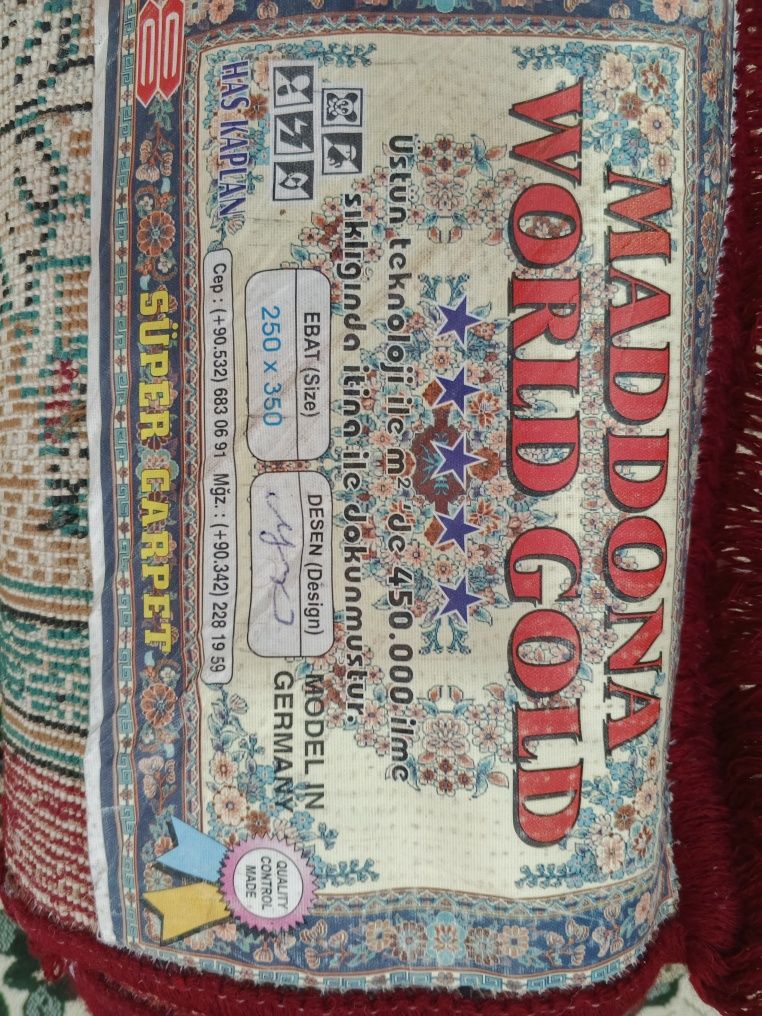 MADDONA
WORLD GOLD
Üstün teknoloji ile m² 'de 450.000 ilme
sıklığında itina ile dokunmustur.
HAS KAPLAN
EBAT (Size)
250 x 350
DESEN (Design)
MODEL IN
GERMANY
Cep : (+90.532) 683 06 91 Mğz. : (+90.342) 228 19 59
QUALITY
CONTROL
MADE
SÜPER CARPET